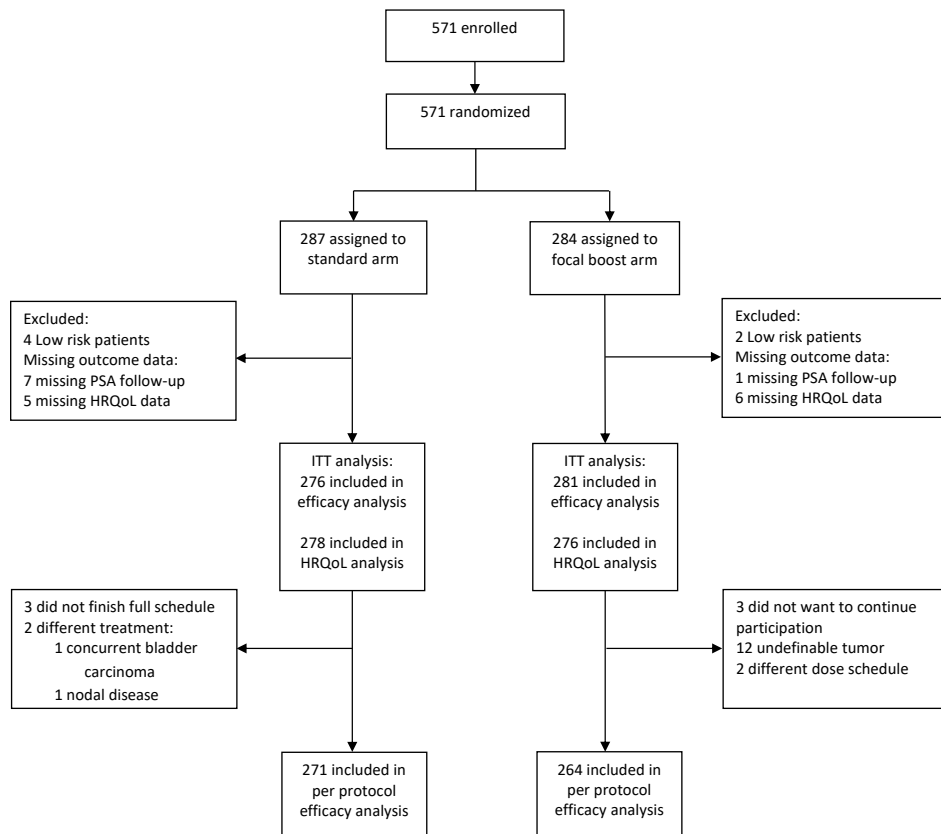 571 enrolled
571 randomized
287 assigned to
standard arm
284 assigned to
focal boost arm
Excluded:
4 Low risk patients
Missing outcome data:
7 missing PSA follow-up
5 missing HRQoL data
Excluded:
2 Low risk patients
Missing outcome data:
1 missing PSA follow-up
6 missing HRQoL data
ITT analysis:
276 included in
efficacy analysis
278 included in
HRQoL analysis
ITT analysis:
281 included in
efficacy analysis
276 included in
HRQoL analysis
3 did not finish full schedule
2 different treatment:
1 concurrent bladder
carcinoma
1 nodal disease
3 did not want to continue
participation
12 undefinable tumor
2 different dose schedule
271 included in
per protocol
efficacy analysis
264 included in
per protocol
efficacy analysis